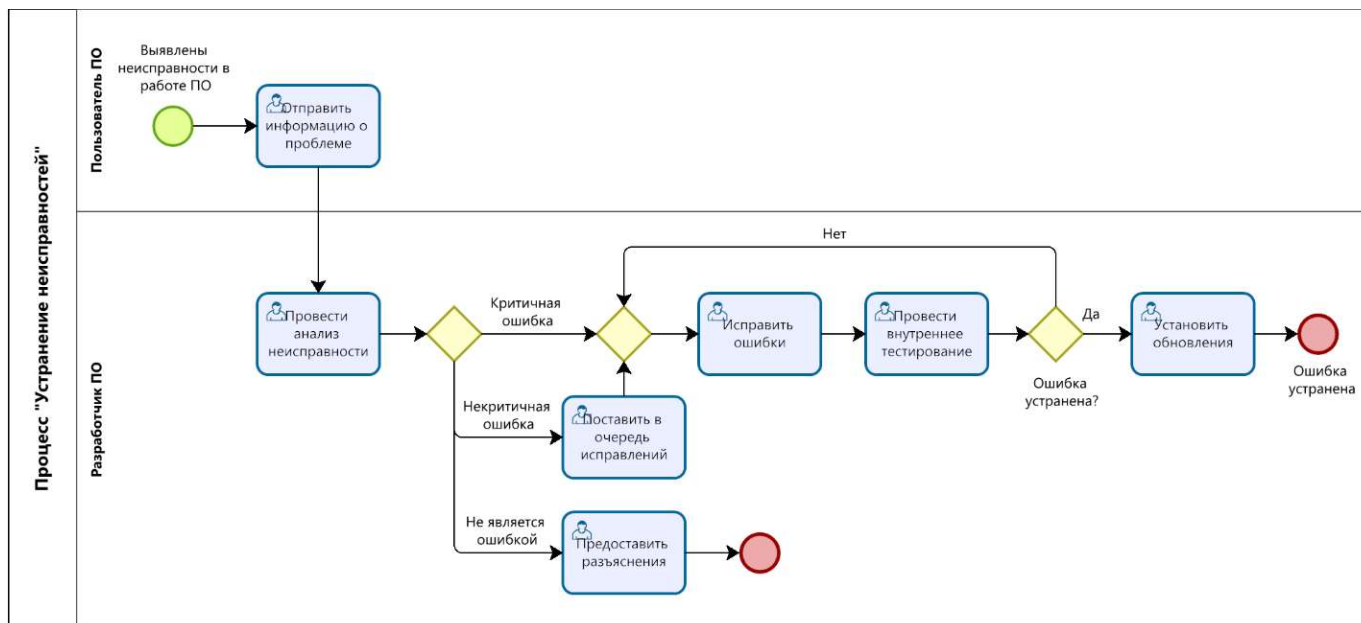 Процесс "Устранение неисправностей"
Пользователь ПО
Выявлены
неисправности в
работе ПО
Отправить
информацию о
проблеме
Разработчик ПО
Провести
анализ
неисправности
Критичная
ошибка
Некритичная
ошибка
Поставить в
очередь
исправлений
Не является
ошибкой
Предоставить
разъяснения
Нет
Исправить
ошибки
Провести
внутреннее
тестирование
Ошибка
устранена?
Да
Установить
обновления
Ошибка
устранена